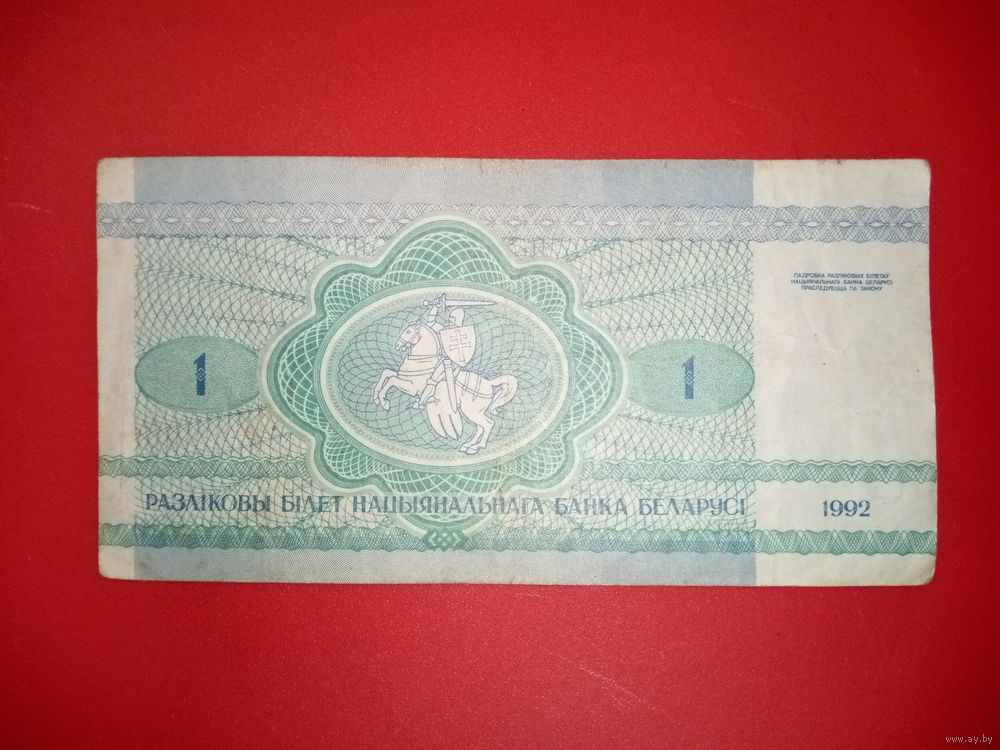 ПАДРОБКА РАЗЛІКОВЫХ БІЛЕТАЎ
НАЦЫЯНАЛЬНАГА БАНКА БЕЛАРУСІ
ПРАСЛЕДУЕЦЦА ПА ЗАКОНУ
1 1
РАЗЛІКОВЫ БІЛЕТ НАЦЫЯНАЛЬНАГА БАНКА БЕЛАРУСІ 1992
www.ay.by